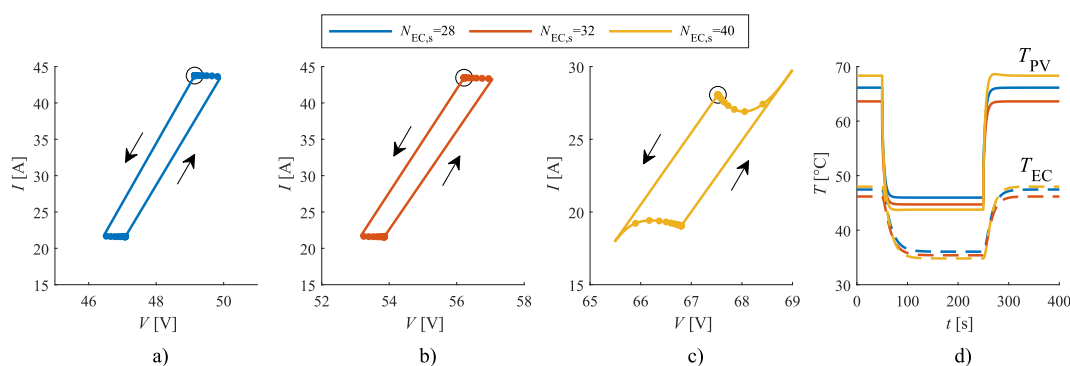 N_EC,s=28 N_EC,s=32 N_EC,s=40
I [A]
45
40
35
30
25
20
15
46 48 50
V [V]
a)
I [A]
45
40
35
30
25
20
15
52 54 56 58
V [V]
b)
I [A]
30
25
20
15
65 66 67 68 69
V [V]
c)
T [°C]
70
60
50
40
30
T_PV
T_EC
0 100 200 300 400
t [s]
d)